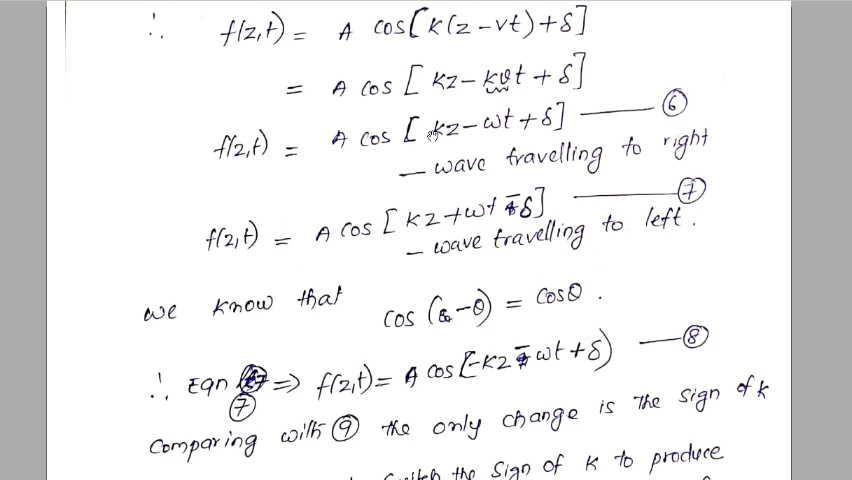 ∴ f(z,t) = A cos[k(z-vt)+δ]
= A cos [kz-kvt+δ]
f(z,t) = A cos [kz-ωt+δ] — ⑥
— wave travelling to right
f(z,t) = A cos [kz+ωt-δ] — ⑦
— wave travelling to left.
we know that cos(-θ) = cosθ.
∴ Eqn ⑦ => f(z,t) = A cos[-kz-ωt+δ) — ⑧
Comparing with ⑨ the only change is the sign of k
switch the sign of k to produce